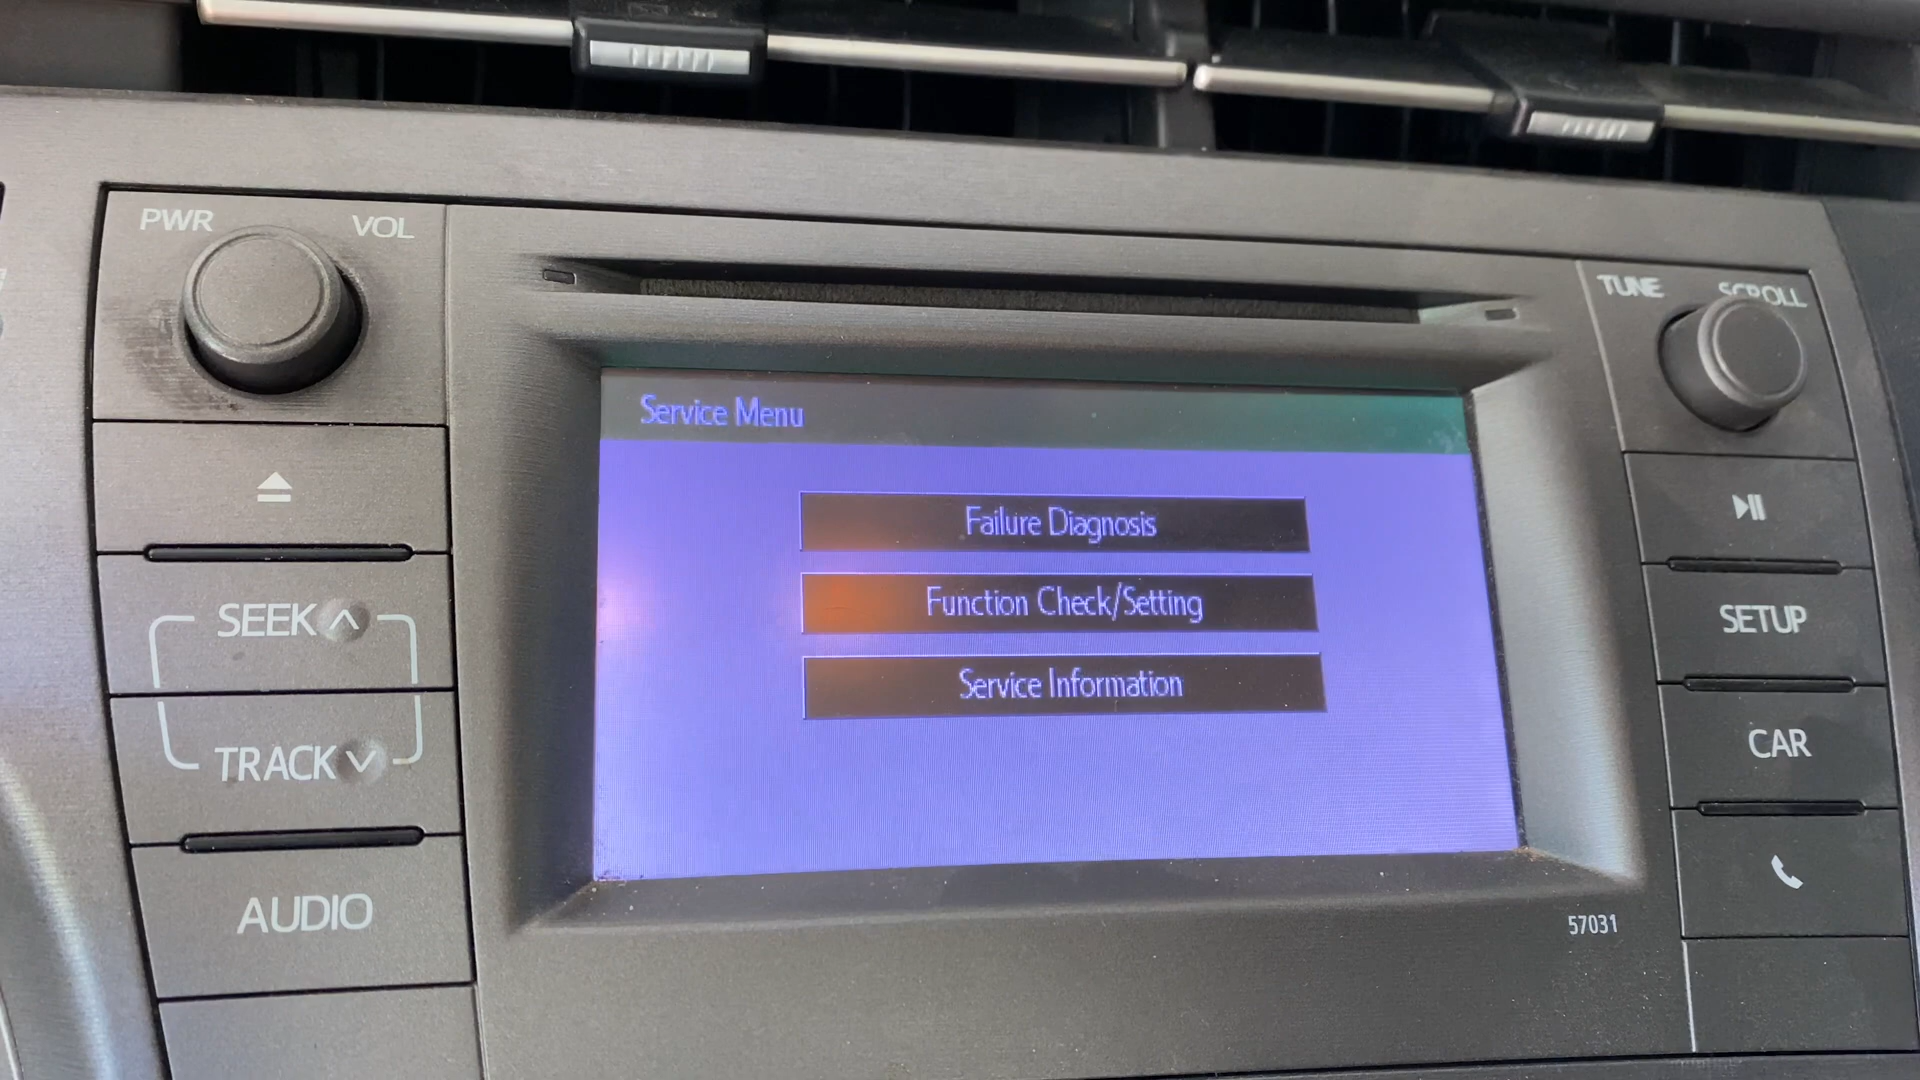 PWR VOL
TUNE SCROLL
Service Menu
Failure Diagnosis
Function Check/Setting
Service Information
SEEK
TRACK
AUDIO
SETUP
CAR
57031